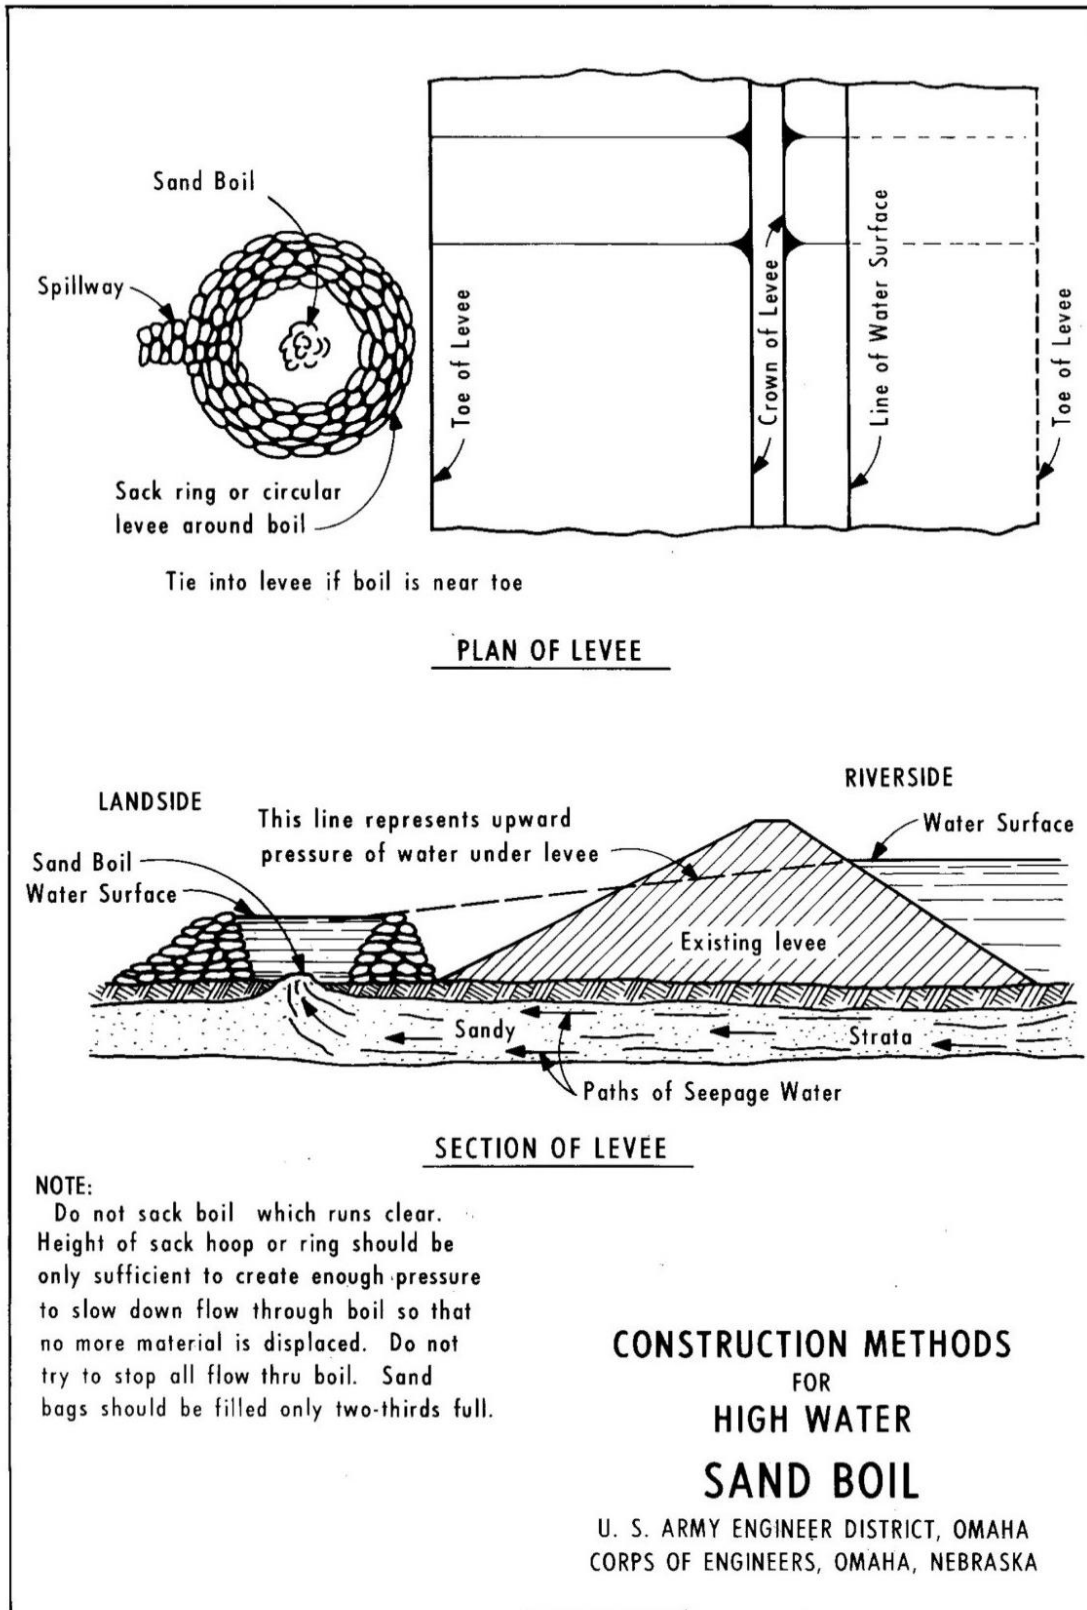 Sand Boil
Spillway
Toe of Levee
Crown of Levee
Line of Water Surface
Toe of Levee
Sack ring or circular
levee around boil
Tie into levee if boil is near toe
PLAN OF LEVEE
LANDSIDE
RIVERSIDE
This line represents upward
pressure of water under levee
Water Surface
Sand Boil
Water Surface
Existing levee
Sandy
Strata
Paths of Seepage Water
SECTION OF LEVEE
NOTE:
Do not sack boil which runs clear.
Height of sack hoop or ring should be
only sufficient to create enough pressure
to slow down flow through boil so that
no more material is displaced. Do not
try to stop all flow thru boil. Sand
bags should be filled only two-thirds full.
CONSTRUCTION METHODS
FOR
HIGH WATER
SAND BOIL
U. S. ARMY ENGINEER DISTRICT, OMAHA
CORPS OF ENGINEERS, OMAHA, NEBRASKA